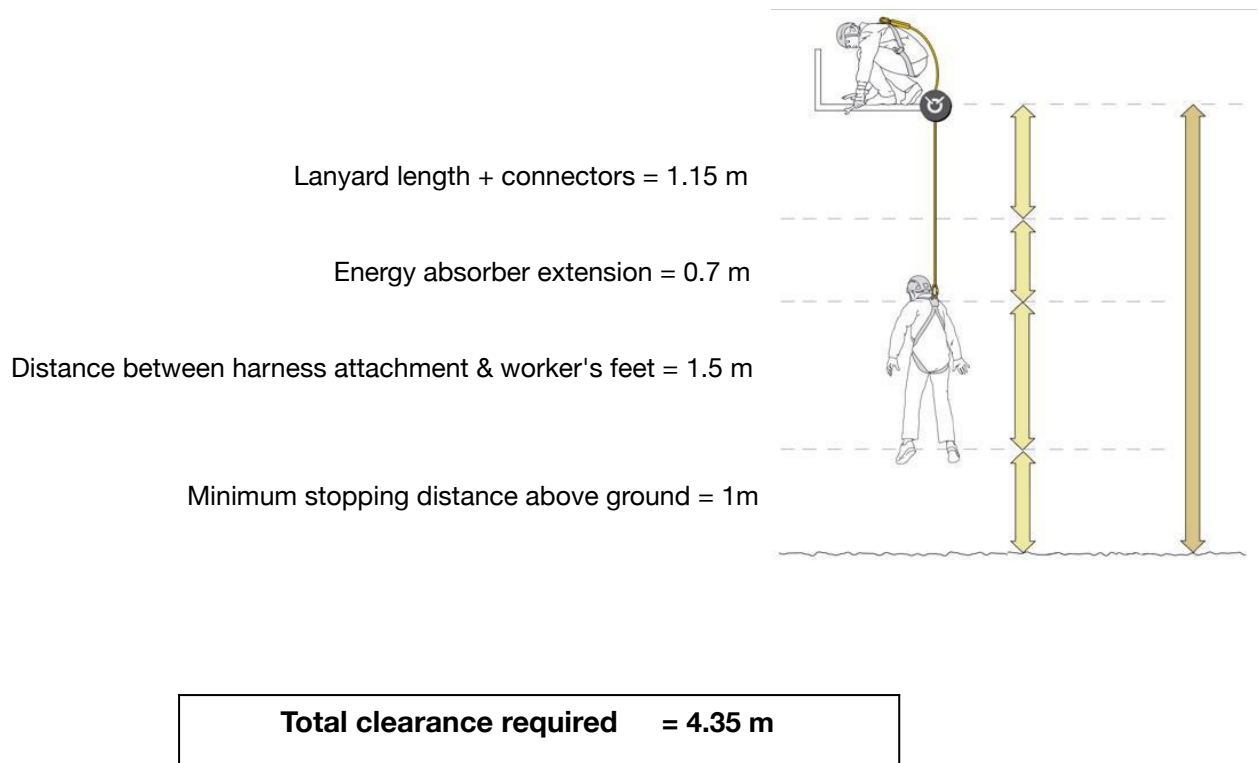 Lanyard length + connectors = 1.15 m
Energy absorber extension = 0.7 m
Distance between harness attachment & worker's feet = 1.5 m
Minimum stopping distance above ground = 1m
Total clearance required = 4.35 m